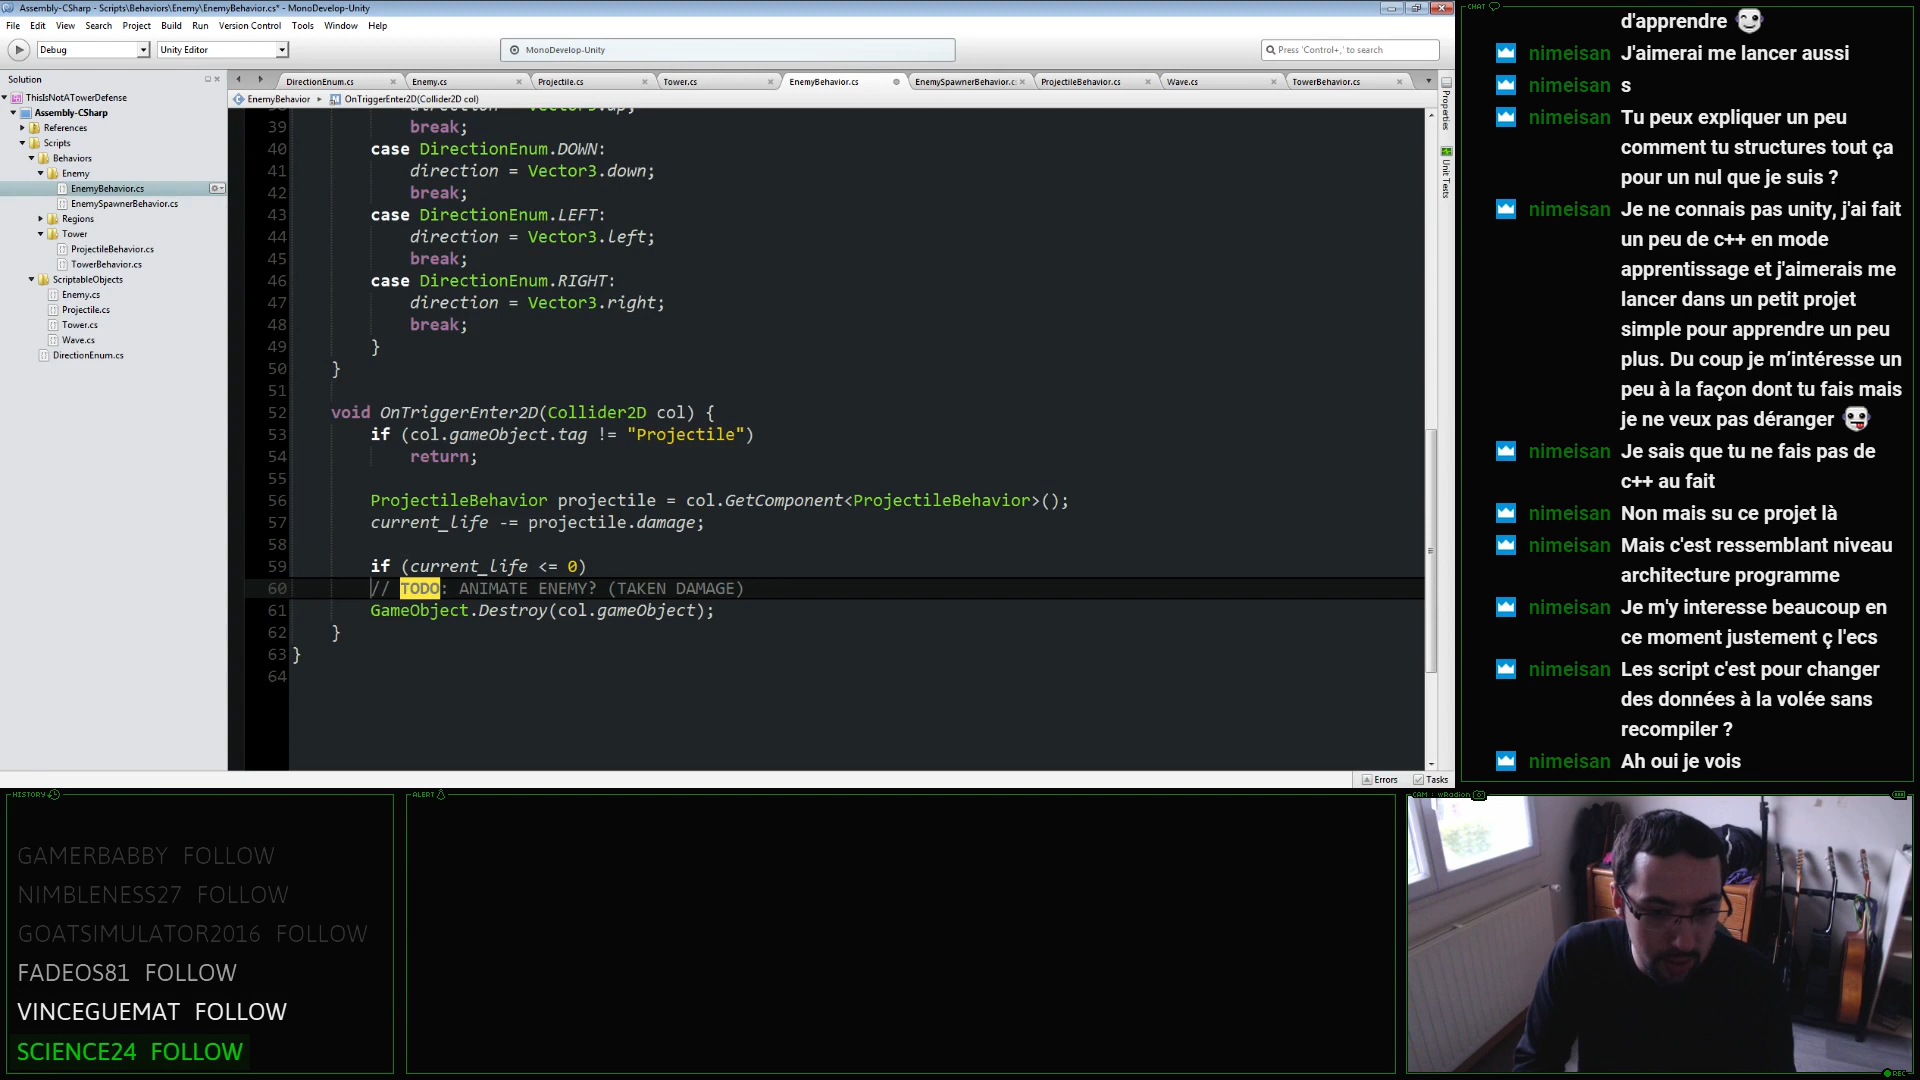 Assembly-CSharp - Scripts\Behaviors\Enemy\EnemyBehavior.cs* - MonoDevelop-Unity
File Edit View Search Project Build Run Version Control Tools Window Help
Debug Unity Editor MonoDevelop-Unity Press 'Control+,' to search
Solution
DirectionEnum.cs Enemy.cs Projectile.cs Tower.cs EnemyBehavior.cs EnemySpawnerBehavior.cs ProjectileBehavior.cs Wave.cs TowerBehavior.cs
EnemyBehavior OnTriggerEnter2D(Collider2D col)
Properties
Unit Tests
ThisIsNotATowerDefense
Assembly-CSharp
References
Scripts
Behaviors
Enemy
EnemyBehavior.cs
EnemySpawnerBehavior.cs
Regions
Tower
ProjectileBehavior.cs
TowerBehavior.cs
ScriptableObjects
Enemy.cs
Projectile.cs
Tower.cs
Wave.cs
DirectionEnum.cs
38 direction = Vector3.up;
39 break;
40 case DirectionEnum.DOWN:
41 direction = Vector3.down;
42 break;
43 case DirectionEnum.LEFT:
44 direction = Vector3.left;
45 break;
46 case DirectionEnum.RIGHT:
47 direction = Vector3.right;
48 break;
49 }
50 }
51
52 void OnTriggerEnter2D(Collider2D col) {
53 if (col.gameObject.tag != "Projectile")
54 return;
55
56 ProjectileBehavior projectile = col.GetComponent<ProjectileBehavior>();
57 current_life -= projectile.damage;
58
59 if (current_life <= 0)
60 // TODO: ANIMATE ENEMY? (TAKEN DAMAGE)
61 GameObject.Destroy(col.gameObject);
62 }
63 }
64
Errors Tasks
CHAT
d'apprendre
nimeisan J'aimerai me lancer aussi
nimeisan s
nimeisan Tu peux expliquer un peu
comment tu structures tout ça
pour un nul que je suis ?
nimeisan Je ne connais pas unity, j'ai fait
un peu de c++ en mode
apprentissage et j'aimerais me
lancer dans un petit projet
simple pour apprendre un peu
plus. Du coup je m'intéresse un
peu à la façon dont tu fais mais
je ne veux pas déranger
nimeisan Je sais que tu ne fais pas de
c++ au fait
nimeisan Non mais su ce projet là
nimeisan Mais c'est ressemblant niveau
architecture programme
nimeisan Je m'y interesse beaucoup en
ce moment justement ç l'ecs
nimeisan Les script c'est pour changer
des données à la volée sans
recompiler ?
nimeisan Ah oui je vois
HISTORY
GAMERBABBY FOLLOW
NIMBLENESS27 FOLLOW
GOATSIMULATOR2016 FOLLOW
FADEOS81 FOLLOW
VINCEGUEMAT FOLLOW
SCIENCE24 FOLLOW
ALERT
CAM : wRadion
REC